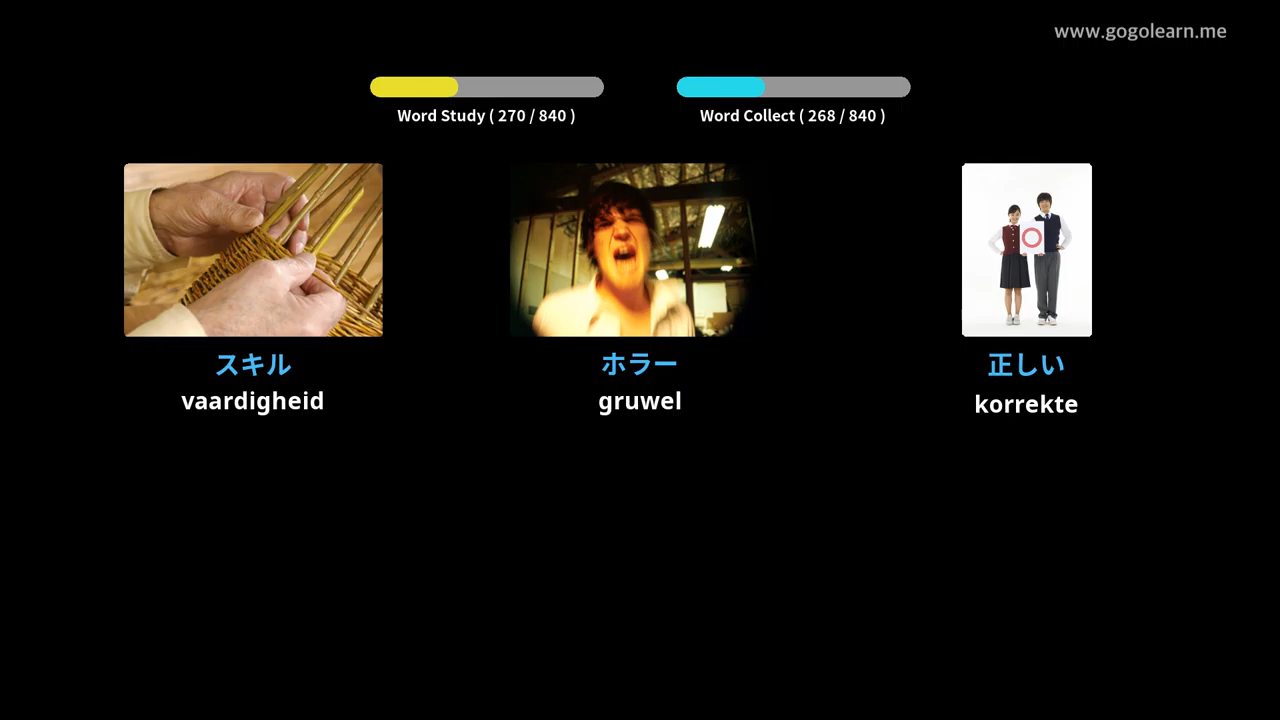 www.gogolearn.me
Word Study ( 270 / 840 )
Word Collect ( 268 / 840 )
スキル
vaardigheid
ホラー
gruwel
正しい
korrekte